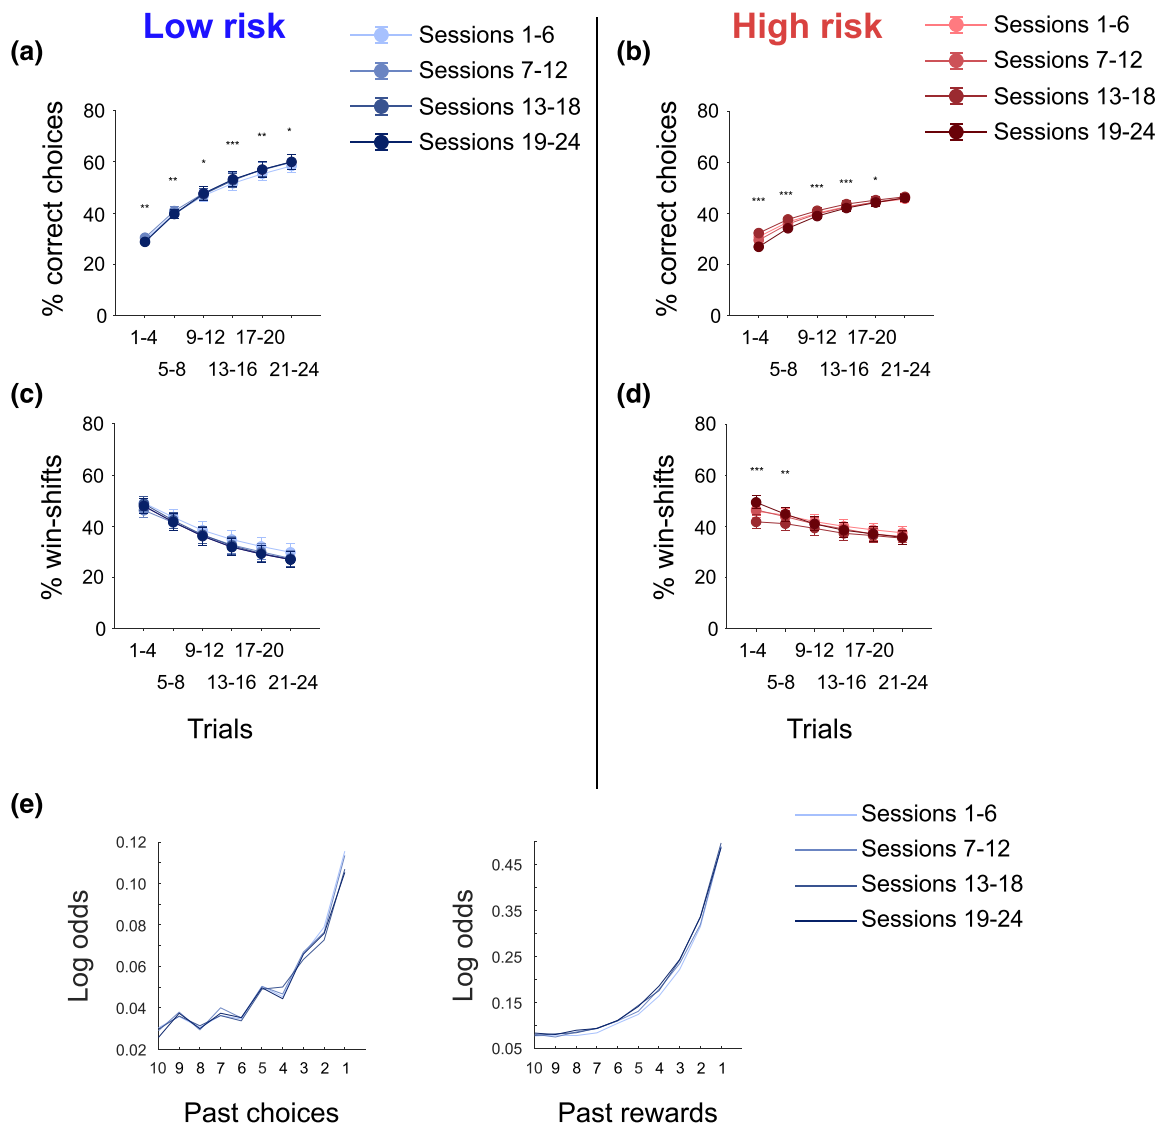 Low risk
(a)
Sessions 1-6
Sessions 7-12
Sessions 13-18
Sessions 19-24
% correct choices
80
60
40
20
0
** ** * *** ** *
1-4 9-12 17-20
5-8 13-16 21-24
High risk
(b)
Sessions 1-6
Sessions 7-12
Sessions 13-18
Sessions 19-24
% correct choices
80
60
40
20
0
*** *** *** *** *
1-4 9-12 17-20
5-8 13-16 21-24
(c)
% win-shifts
80
60
40
20
0
1-4 9-12 17-20
5-8 13-16 21-24
Trials
(d)
% win-shifts
80
60
40
20
0
*** **
1-4 9-12 17-20
5-8 13-16 21-24
Trials
(e)
Log odds
0.12
0.10
0.08
0.06
0.04
0.02
10 9 8 7 6 5 4 3 2 1
Past choices
Log odds
0.45
0.35
0.25
0.15
0.05
10 9 8 7 6 5 4 3 2 1
Past rewards
Sessions 1-6
Sessions 7-12
Sessions 13-18
Sessions 19-24